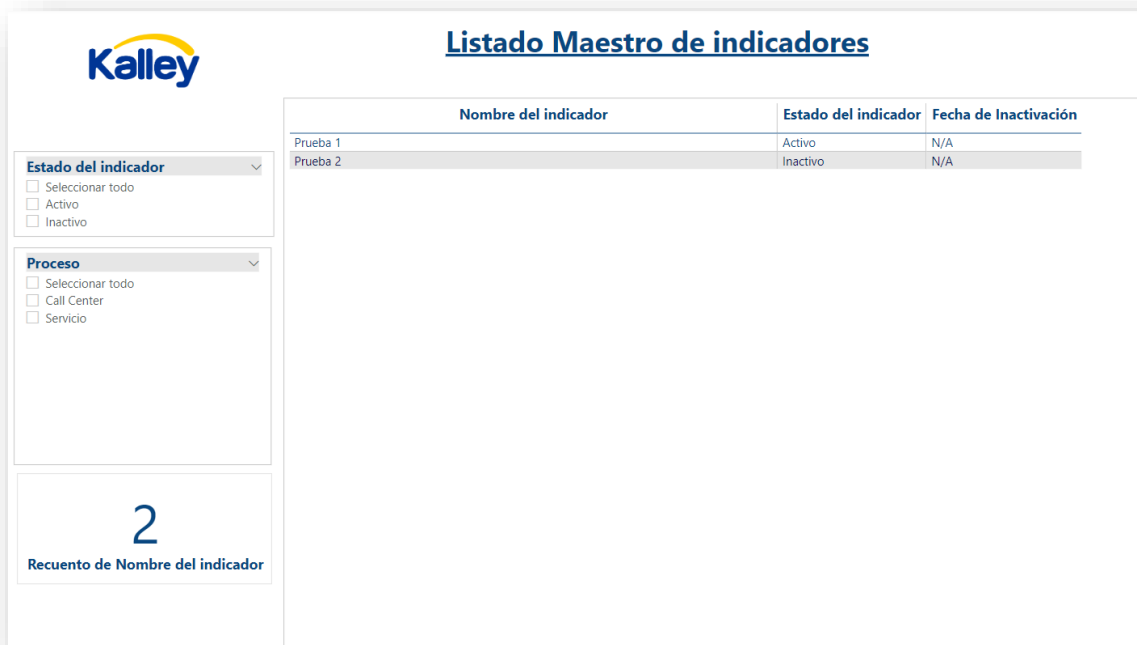 Kalley
Listado Maestro de indicadores
Nombre del indicador Estado del indicador Fecha de Inactivación
Prueba 1 Activo N/A
Prueba 2 Inactivo N/A
Estado del indicador
Seleccionar todo
Activo
Inactivo
Proceso
Seleccionar todo
Call Center
Servicio
2
Recuento de Nombre del indicador